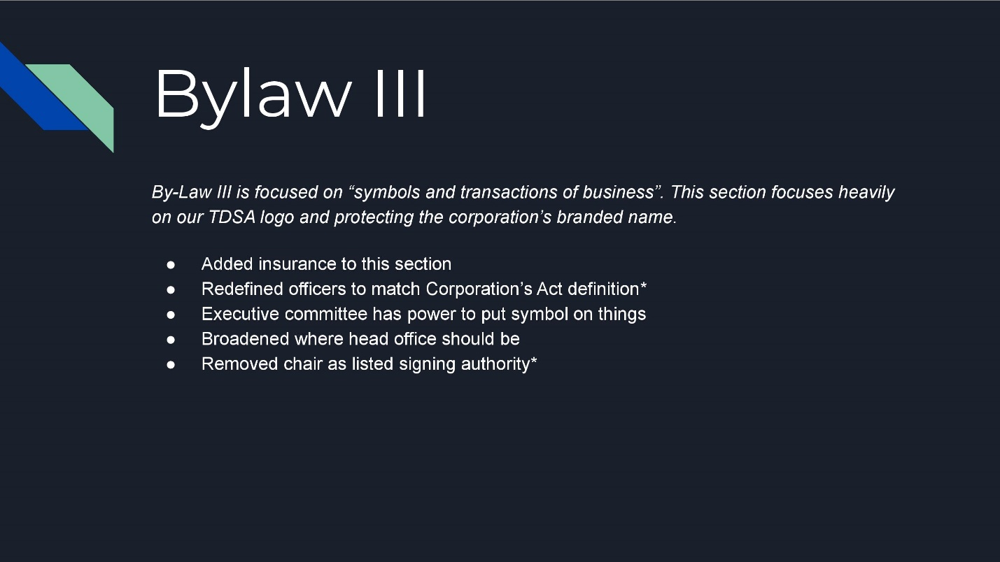 Bylaw III
By-Law III is focused on “symbols and transactions of business”. This section focuses heavily
on our TDSA logo and protecting the corporation’s branded name.
● Added insurance to this section
● Redefined officers to match Corporation’s Act definition*
● Executive committee has power to put symbol on things
● Broadened where head office should be
● Removed chair as listed signing authority*